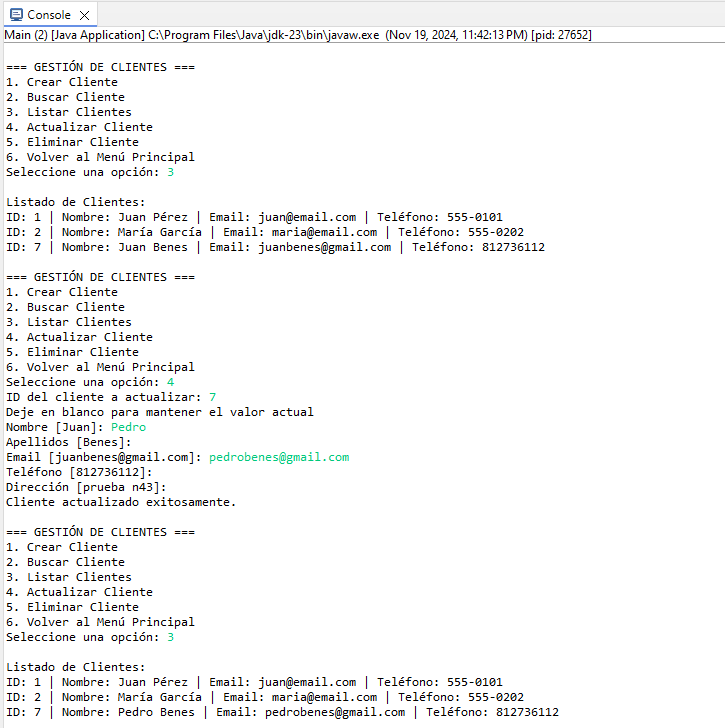 Console
Main (2) [Java Application] C:\Program Files\Java\jdk-23\bin\javaw.exe (Nov 19, 2024, 11:42:13 PM) [pid: 27652]
=== GESTIÓN DE CLIENTES ===
1. Crear Cliente
2. Buscar Cliente
3. Listar Clientes
4. Actualizar Cliente
5. Eliminar Cliente
6. Volver al Menú Principal
Seleccione una opción: 3
Listado de Clientes:
ID: 1 | Nombre: Juan Pérez | Email: juan@email.com | Teléfono: 555-0101
ID: 2 | Nombre: María García | Email: maria@email.com | Teléfono: 555-0202
ID: 7 | Nombre: Juan Benes | Email: juanbenes@gmail.com | Teléfono: 812736112
=== GESTIÓN DE CLIENTES ===
1. Crear Cliente
2. Buscar Cliente
3. Listar Clientes
4. Actualizar Cliente
5. Eliminar Cliente
6. Volver al Menú Principal
Seleccione una opción: 4
ID del cliente a actualizar: 7
Deje en blanco para mantener el valor actual
Nombre [Juan]: Pedro
Apellidos [Benes]:
Email [juanbenes@gmail.com]: pedrobenes@gmail.com
Teléfono [812736112]:
Dirección [prueba n43]:
Cliente actualizado exitosamente.
=== GESTIÓN DE CLIENTES ===
1. Crear Cliente
2. Buscar Cliente
3. Listar Clientes
4. Actualizar Cliente
5. Eliminar Cliente
6. Volver al Menú Principal
Seleccione una opción: 3
Listado de Clientes:
ID: 1 | Nombre: Juan Pérez | Email: juan@email.com | Teléfono: 555-0101
ID: 2 | Nombre: María García | Email: maria@email.com | Teléfono: 555-0202
ID: 7 | Nombre: Pedro Benes | Email: pedrobenes@gmail.com | Teléfono: 812736112